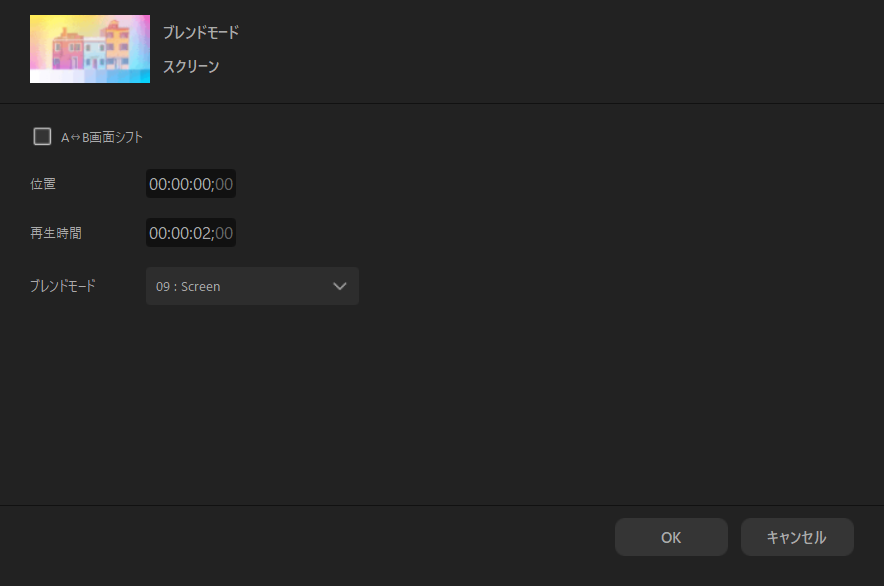 ブレンドモード
スクリーン
A↔B画面シフト
位置 00:00:00;00
再生時間 00:00:02;00
ブレンドモード 09 : Screen
OK キャンセル